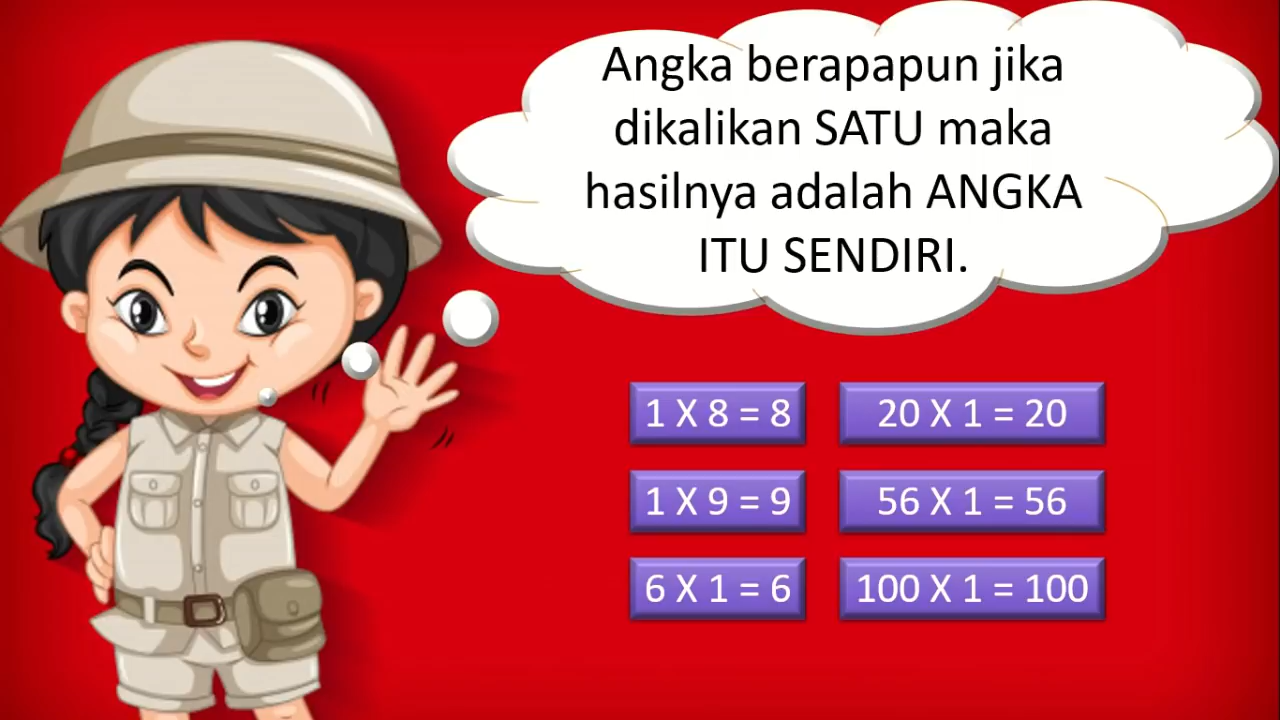 Angka berapapun jika
dikalikan SATU maka
hasilnya adalah ANGKA
ITU SENDIRI.
1 X 8 = 8
20 X 1 = 20
1 X 9 = 9
56 X 1 = 56
6 X 1 = 6
100 X 1 = 100